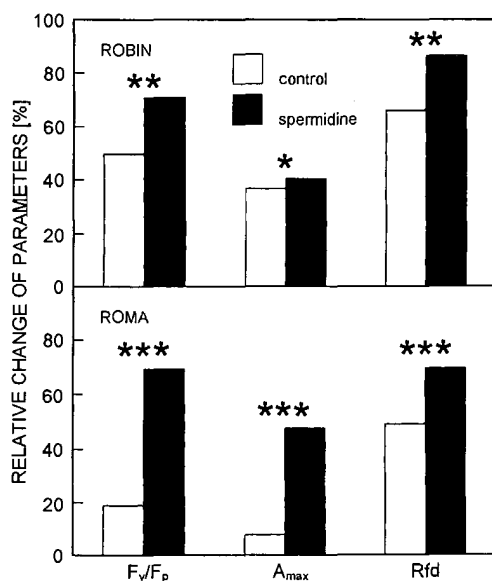 RELATIVE CHANGE OF PARAMETERS [%]
100
80
60
40
20
0
ROBIN
**
*
**
control
spermidine
80
60
40
20
0
ROMA
***
***
***
Fv/Fp
Amax
Rfd